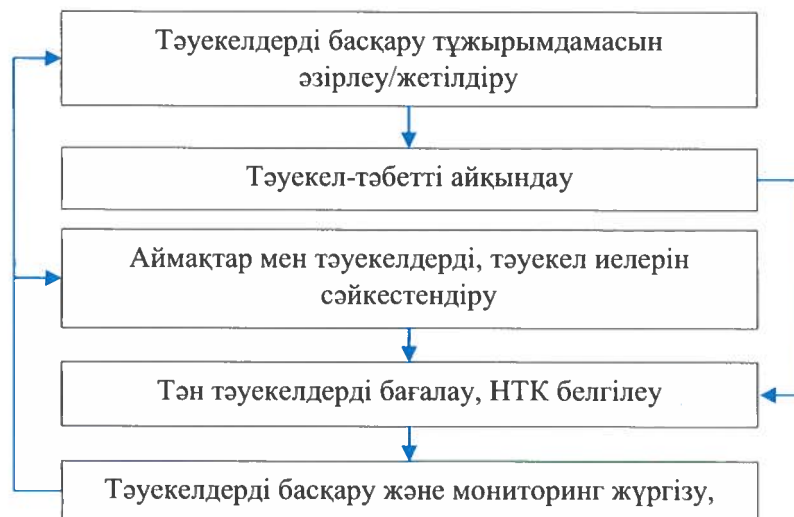 Тәуекелдерді басқару тұжырымдамасын
әзірлеу/жетілдіру
Тәуекел-тәбетті айқындау
Аймақтар мен тәуекелдерді, тәуекел иелерін
сәйкестендіру
Тән тәуекелдерді бағалау, НТК белгілеу
Тәуекелдерді басқару және мониторинг жүргізу,